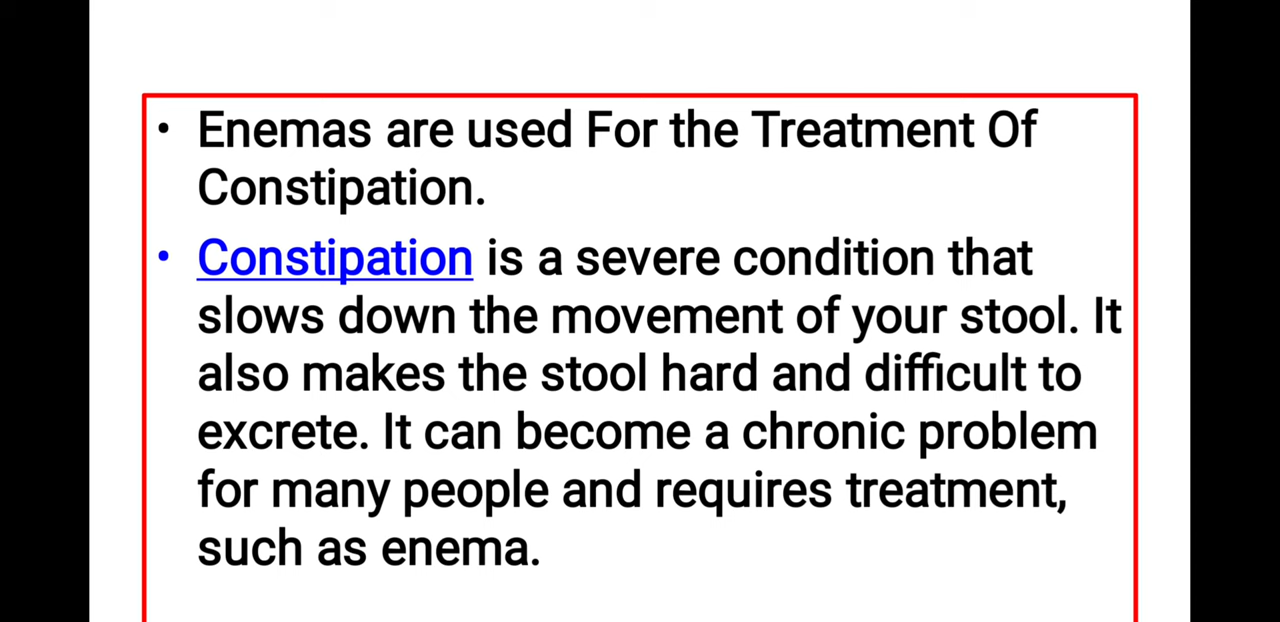 • Enemas are used For the Treatment Of
Constipation.
• Constipation is a severe condition that
slows down the movement of your stool. It
also makes the stool hard and difficult to
excrete. It can become a chronic problem
for many people and requires treatment,
such as enema.